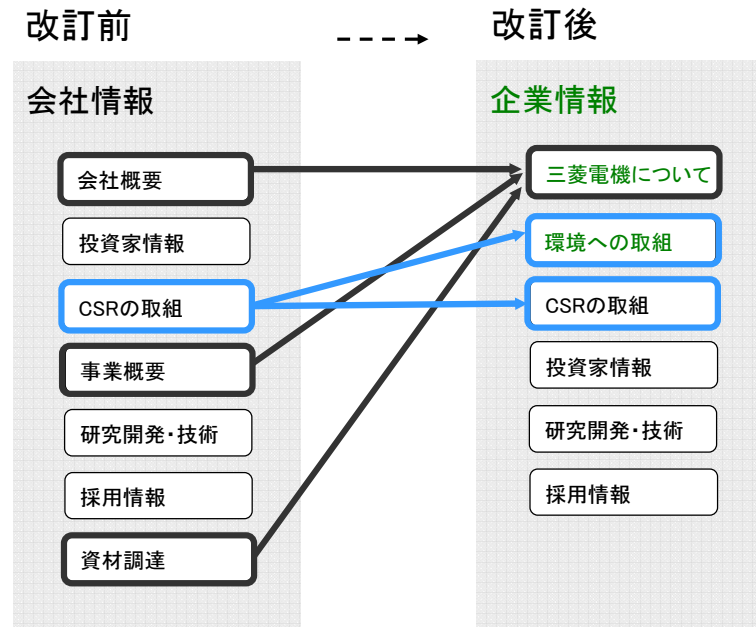 改訂前
改訂後
会社情報
会社概要
投資家情報
CSRの取組
事業概要
研究開発・技術
採用情報
資材調達
企業情報
三菱電機について
環境への取組
CSRの取組
投資家情報
研究開発・技術
採用情報